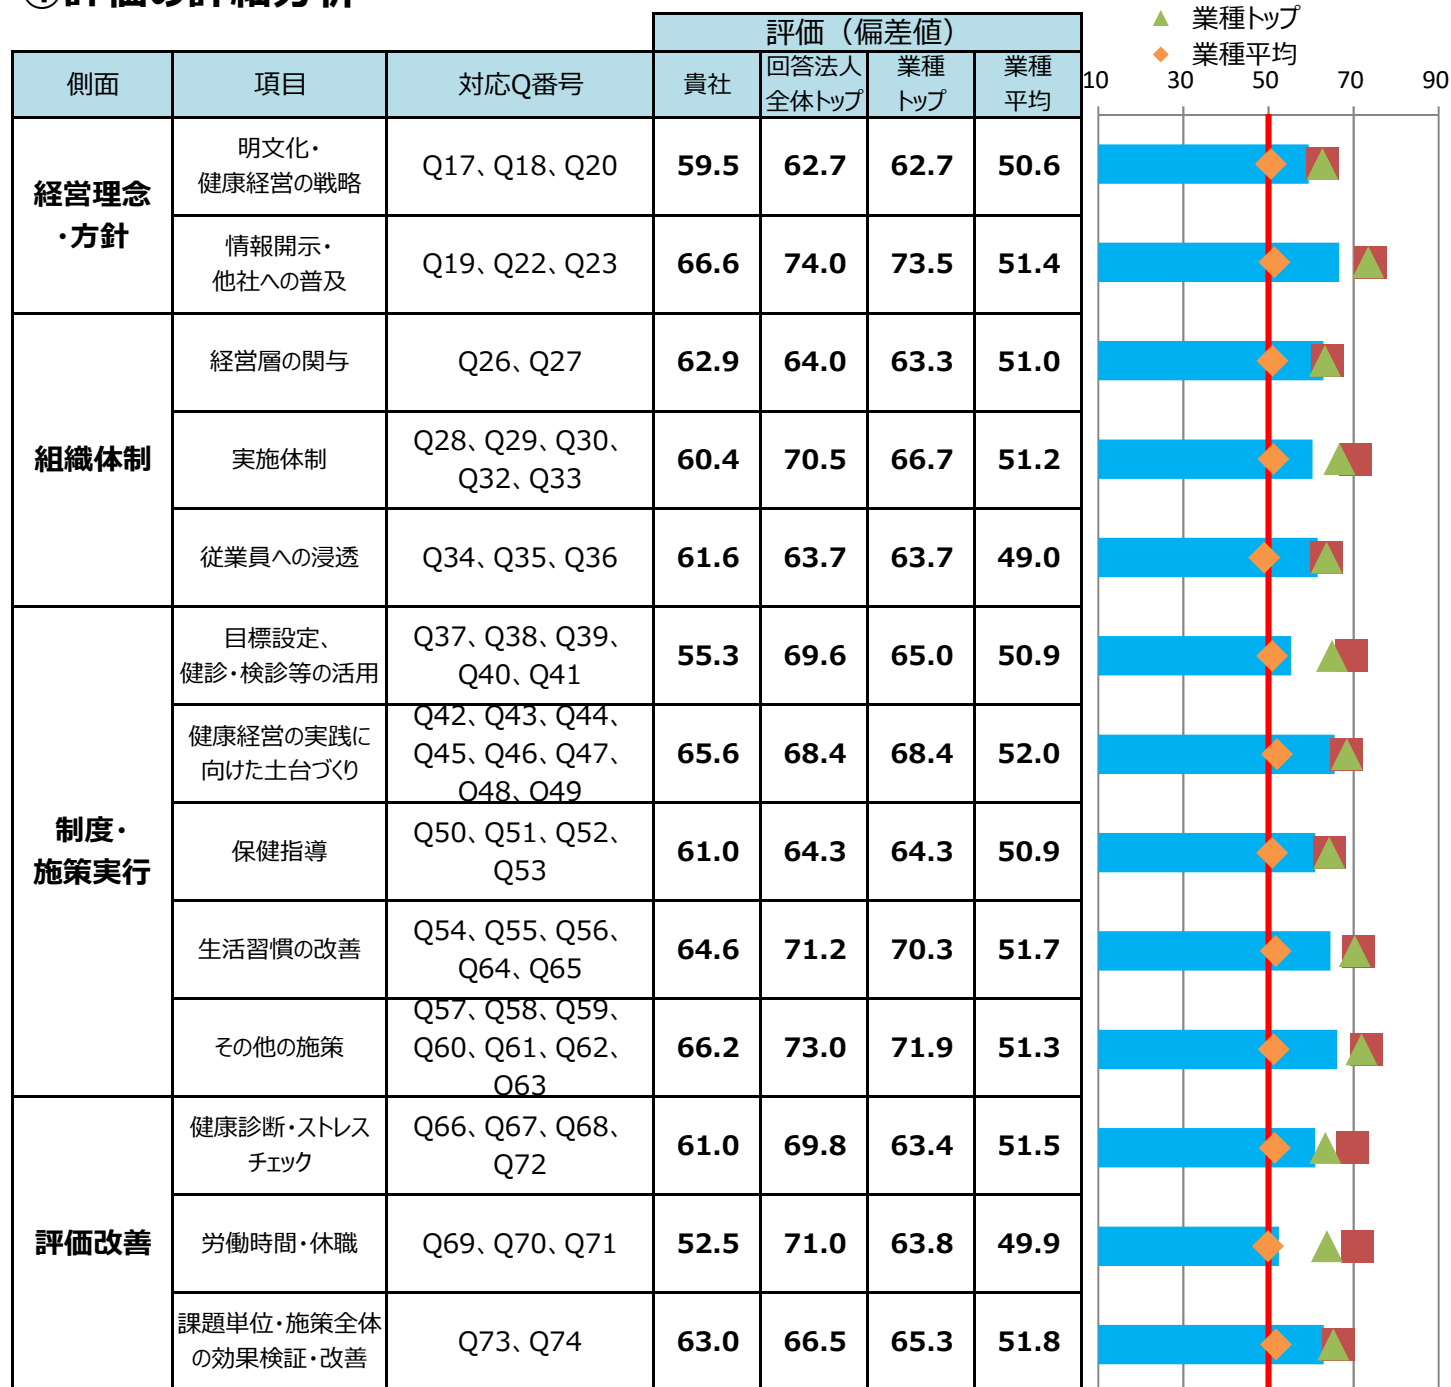 ①評価の詳細分析
▲ 業種トップ
◆ 業種平均
評価（偏差値）
側面 項目 対応Q番号 貴社 回答法人全体トップ 業種トップ 業種平均
10 30 50 70 90
経営理念・方針
明文化・健康経営の戦略 Q17、Q18、Q20 59.5 62.7 62.7 50.6
情報開示・他社への普及 Q19、Q22、Q23 66.6 74.0 73.5 51.4
組織体制
経営層の関与 Q26、Q27 62.9 64.0 63.3 51.0
実施体制 Q28、Q29、Q30、Q32、Q33 60.4 70.5 66.7 51.2
従業員への浸透 Q34、Q35、Q36 61.6 63.7 63.7 49.0
制度・施策実行
目標設定、健診・検診等の活用 Q37、Q38、Q39、Q40、Q41 55.3 69.6 65.0 50.9
健康経営の実践に向けた土台づくり Q42、Q43、Q44、Q45、Q46、Q47、Q48、Q49 65.6 68.4 68.4 52.0
保健指導 Q50、Q51、Q52、Q53 61.0 64.3 64.3 50.9
生活習慣の改善 Q54、Q55、Q56、Q64、Q65 64.6 71.2 70.3 51.7
その他の施策 Q57、Q58、Q59、Q60、Q61、Q62、Q63 66.2 73.0 71.9 51.3
評価改善
健康診断・ストレスチェック Q66、Q67、Q68、Q72 61.0 69.8 63.4 51.5
労働時間・休職 Q69、Q70、Q71 52.5 71.0 63.8 49.9
課題単位・施策全体の効果検証・改善 Q73、Q74 63.0 66.5 65.3 51.8